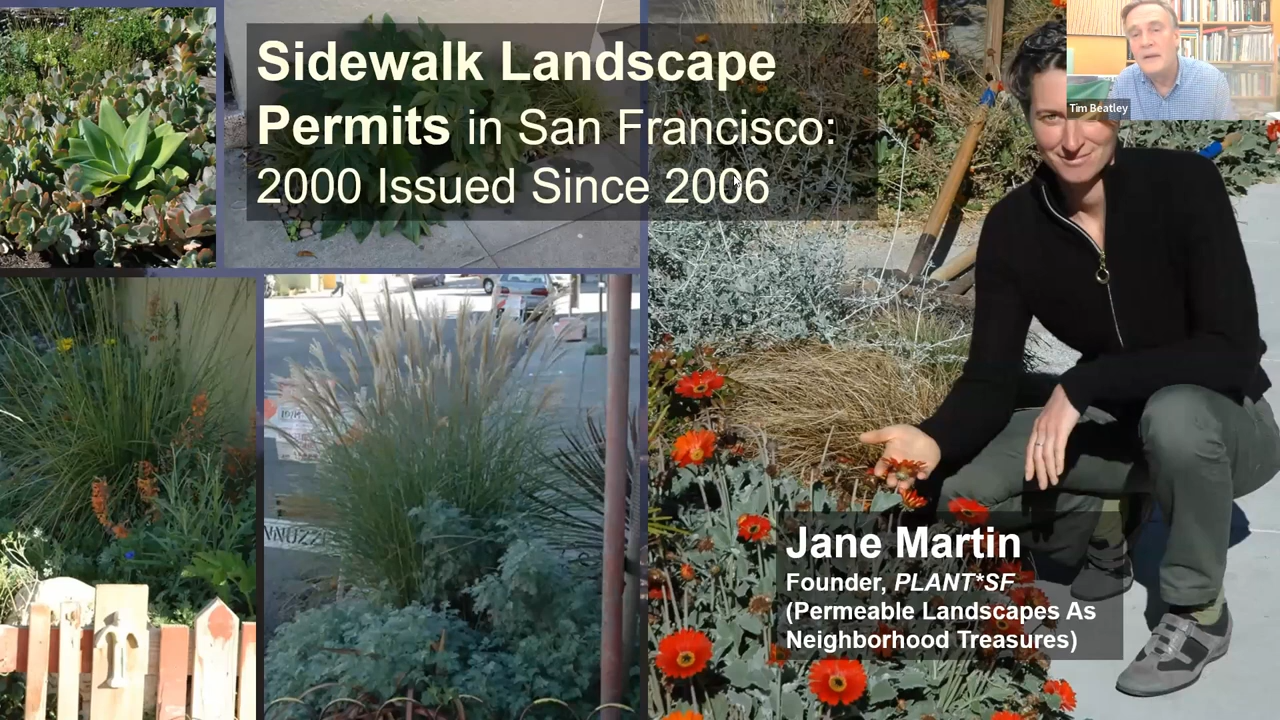 Sidewalk Landscape
Permits in San Francisco:
2000 Issued Since 2006
Tim Beatley
Jane Martin
Founder, PLANT*SF
(Permeable Landscapes As
Neighborhood Treasures)